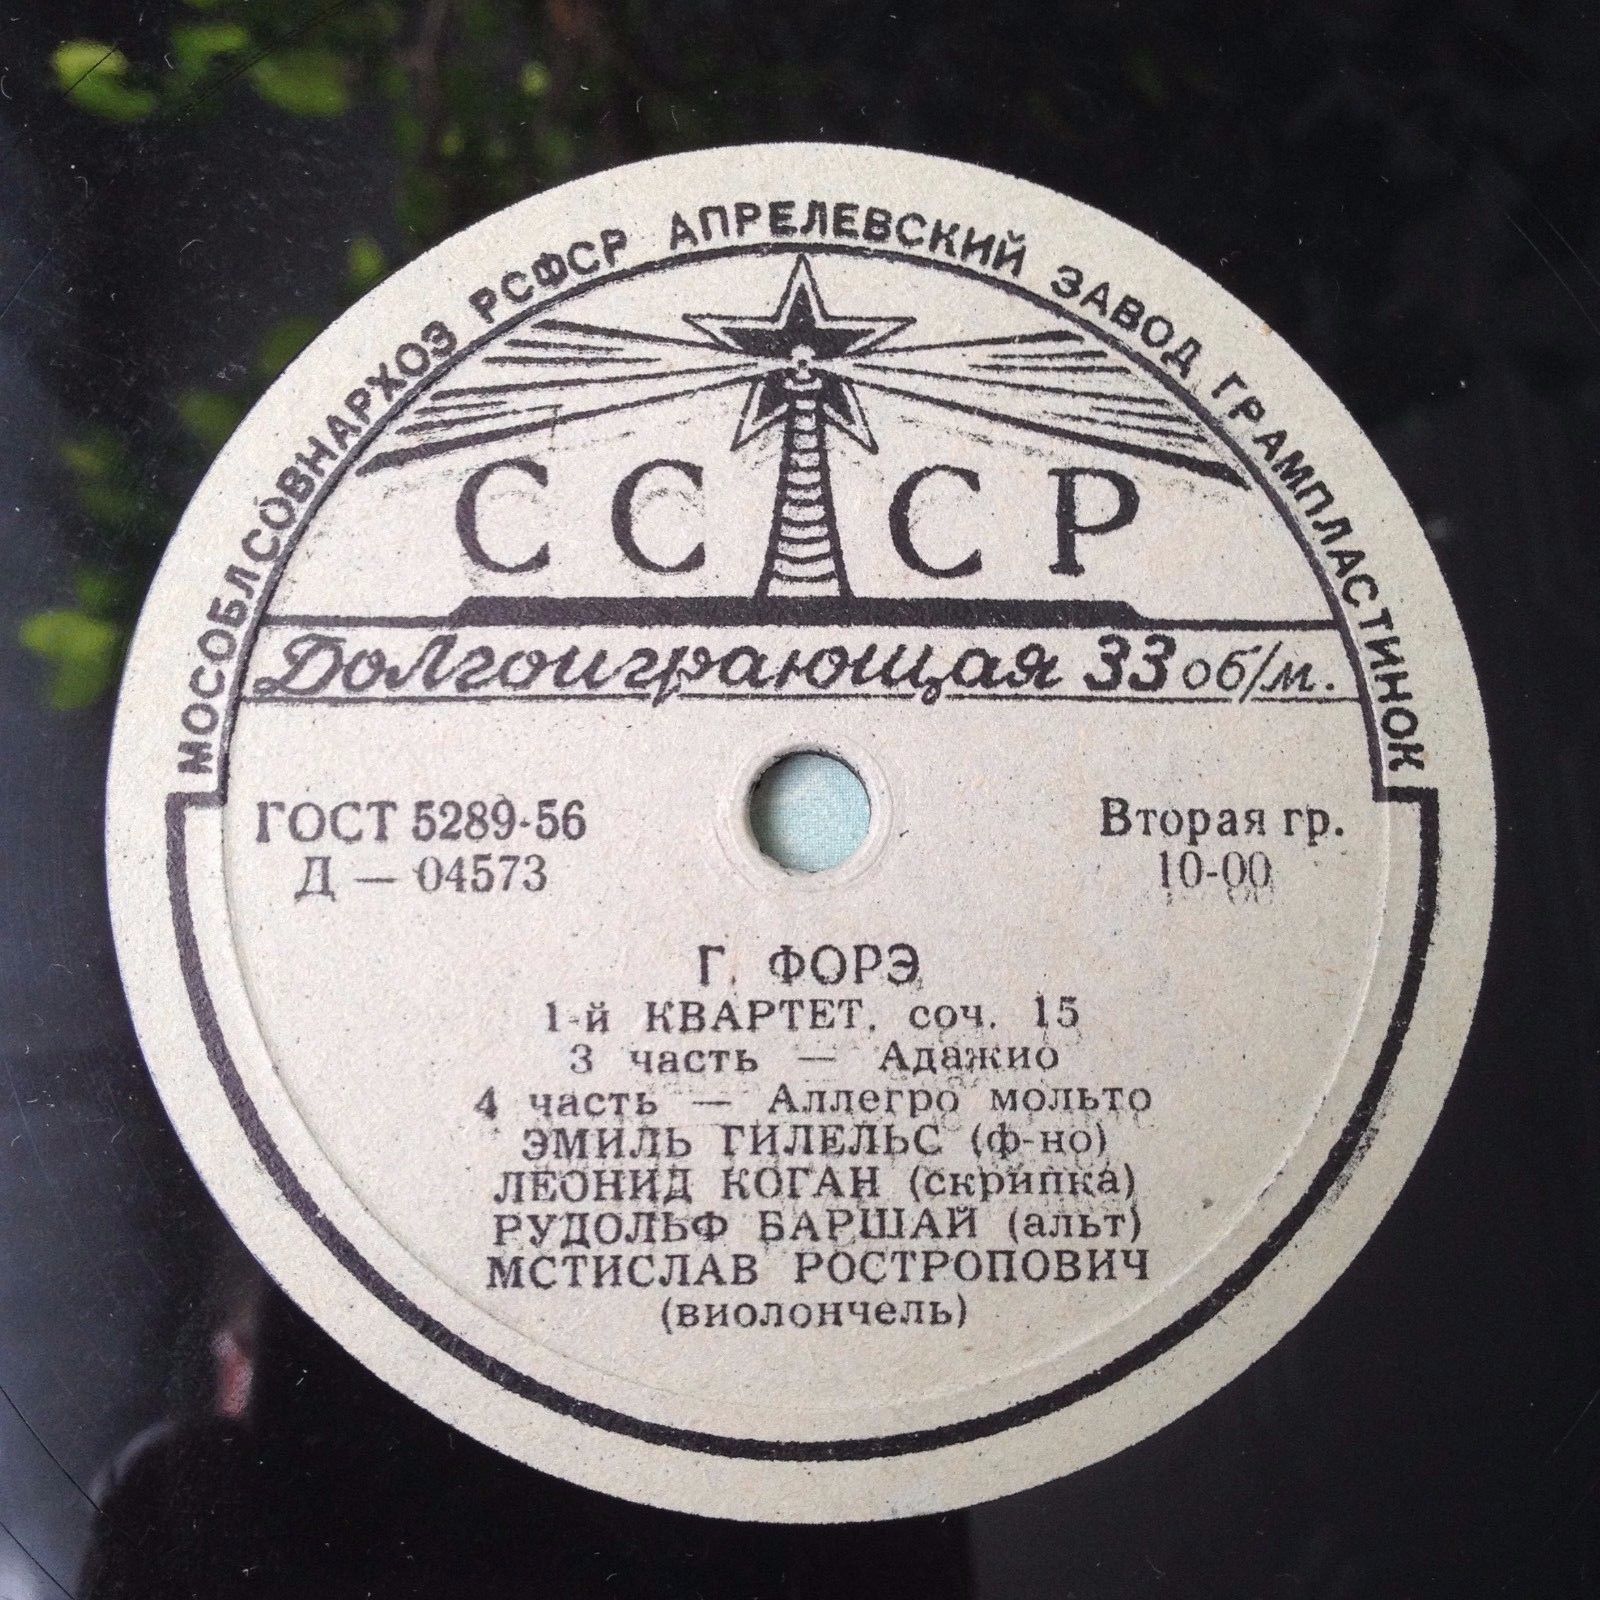 МОСОБЛСОВНАРХОЗ РСФСР АПРЕЛЕВСКИЙ ЗАВОД ГРАМПЛАСТИНОК
СССР
Долгоиграющая 33 об/м.
ГОСТ 5289-56
Д — 04573
Вторая гр.
10-00
Г. ФОРЭ
1-й КВАРТЕТ, соч. 15
3 часть — Адажио
4 часть — Аллегро мольто
ЭМИЛЬ ГИЛЕЛЬС (ф-но)
ЛЕОНИД КОГАН (скрипка)
РУДОЛЬФ БАРШАЙ (альт)
МСТИСЛАВ РОСТРОПОВИЧ
(виолончель)